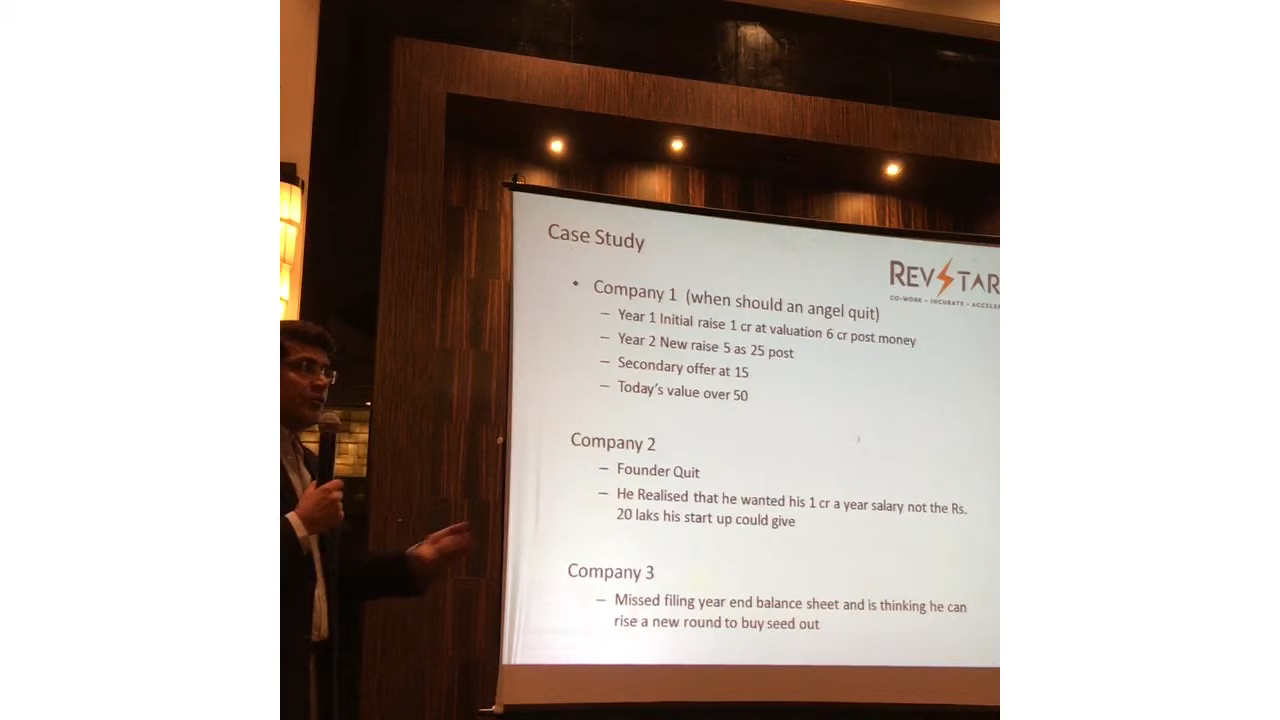 Case Study
REVSTAR
CO-WORK - INCUBATE - ACCELE
• Company 1 (when should an angel quit)
– Year 1 Initial raise 1 cr at valuation 6 cr post money
– Year 2 New raise 5 as 25 post
– Secondary offer at 15
– Today's value over 50
Company 2
– Founder Quit
– He Realised that he wanted his 1 cr a year salary not the Rs.
20 laks his start up could give
Company 3
– Missed filing year end balance sheet and is thinking he can
rise a new round to buy seed out